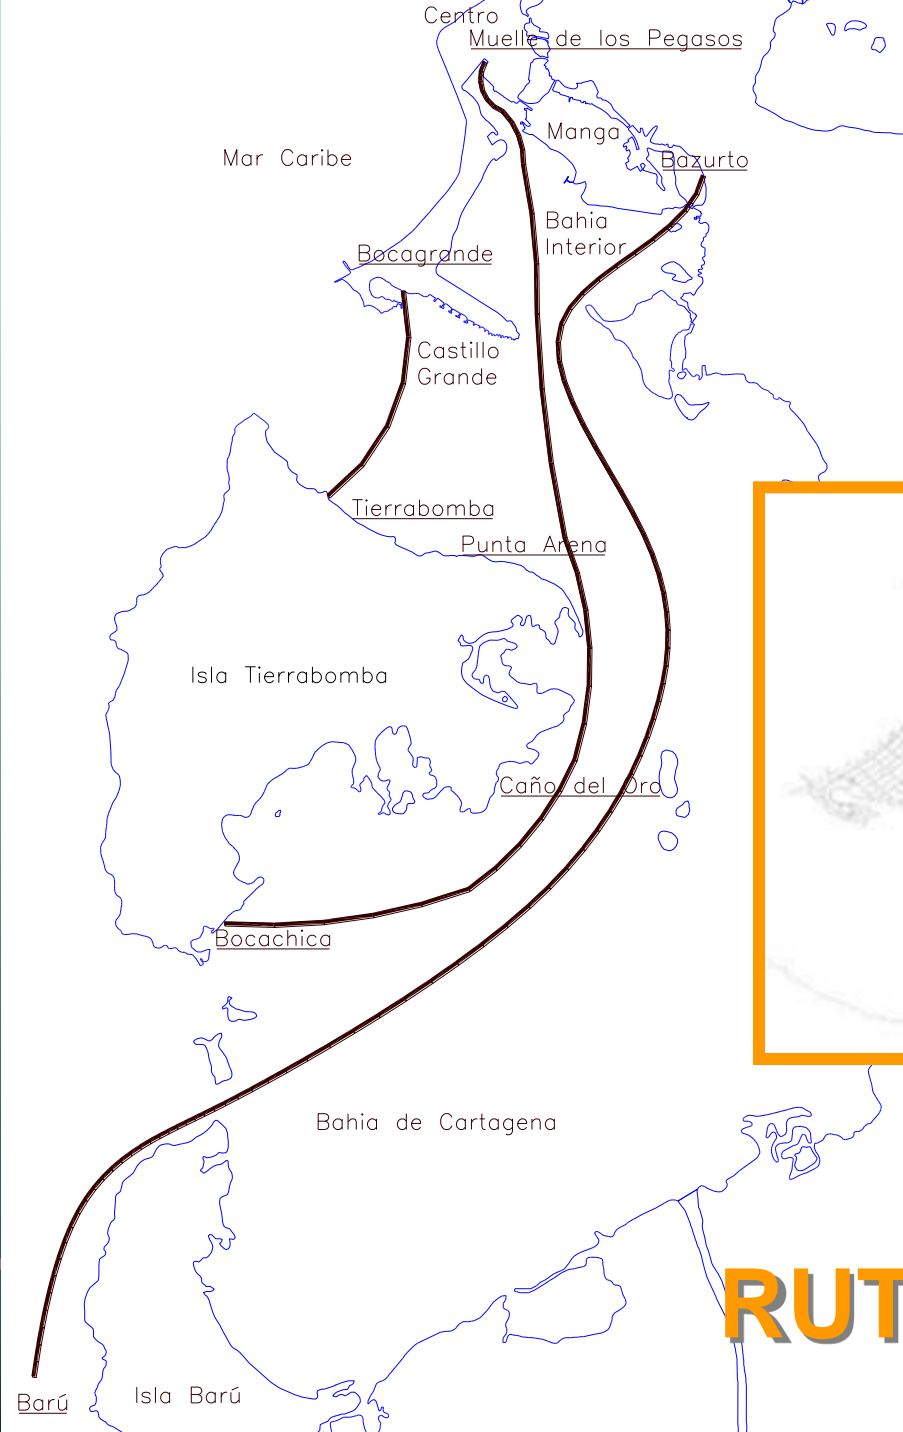 Centro
Muelle de los Pegasos
Manga
Mar Caribe
Bazurto
Bahia
Interior
Bocagrande
Castillo
Grande
Tierrabomba
Punta Arena
Isla Tierrabomba
Caño del Oro
Bocachica
Bahia de Cartagena
RUT
Isla Barú
Barú